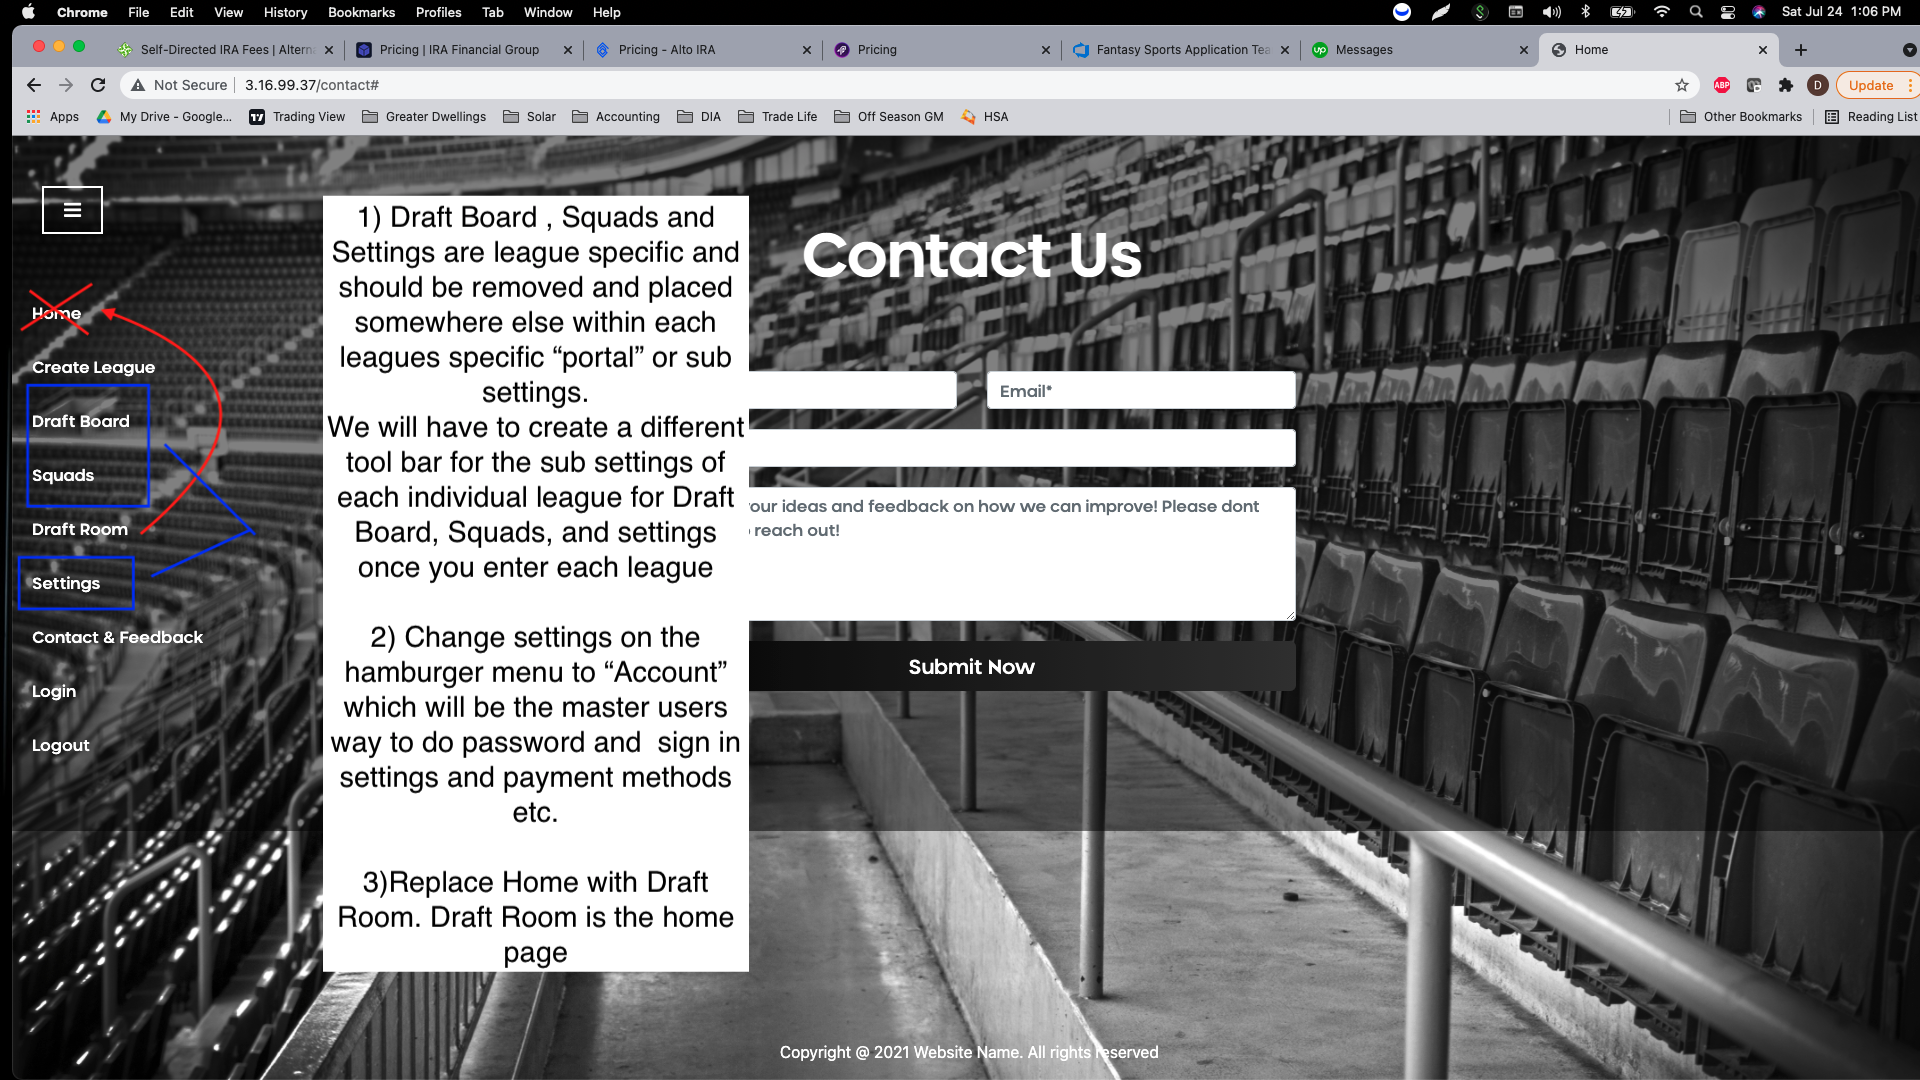 Chrome File Edit View History Bookmarks Profiles Tab Window Help Sat Jul 24 1:06 PM
Self-Directed IRA Fees | Altern Pricing | IRA Financial Group Pricing - Alto IRA Pricing Fantasy Sports Application Tea up Messages Home
Not Secure 3.16.99.37/contact# ABP D Update
Apps My Drive - Google... Trading View Greater Dwellings Solar Accounting DIA Trade Life Off Season GM HSA Other Bookmarks Reading List
Home
Create League
Draft Board
Squads
Draft Room
Settings
Contact & Feedback
Login
Logout
1) Draft Board , Squads and
Settings are league specific and
should be removed and placed
somewhere else within each
leagues specific “portal” or sub
settings.
We will have to create a different
tool bar for the sub settings of
each individual league for Draft
Board, Squads, and settings
once you enter each league
2) Change settings on the
hamburger menu to “Account”
which will be the master users
way to do password and  sign in
settings and payment methods
etc.
3)Replace Home with Draft
Room. Draft Room is the home
page
Contact Us
Email*
your ideas and feedback on how we can improve! Please dont
reach out!
Submit Now
Copyright @ 2021 Website Name. All rights reserved